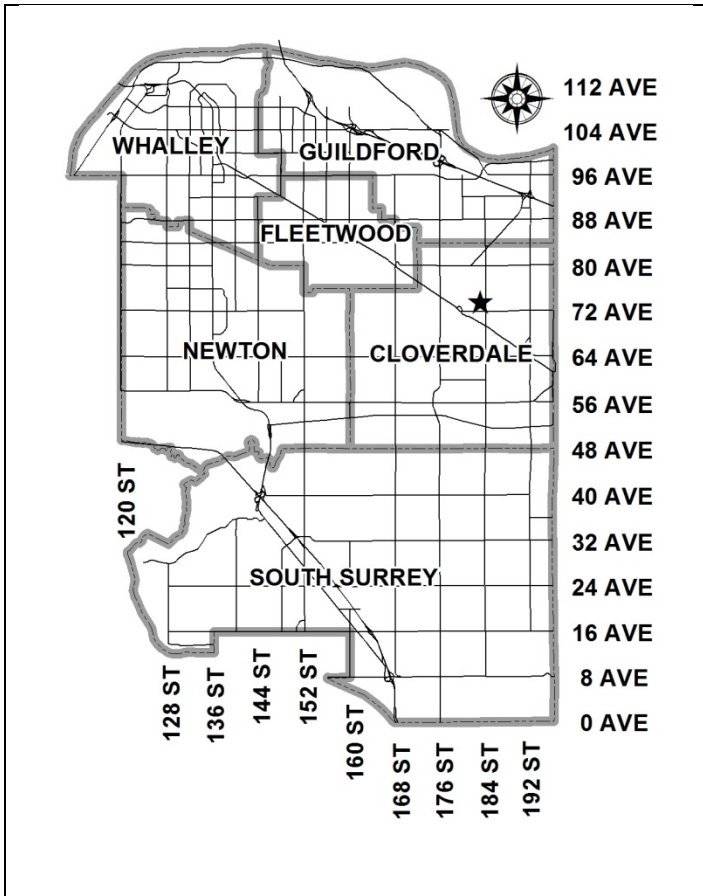 112 AVE
104 AVE
WHALLEY
GUILDFORD
96 AVE
88 AVE
FLEETWOOD
80 AVE
72 AVE
NEWTON
CLOVERDALE
64 AVE
56 AVE
48 AVE
120 ST
40 AVE
32 AVE
SOUTH SURREY
24 AVE
16 AVE
8 AVE
0 AVE
128 ST
136 ST
144 ST
152 ST
160 ST
168 ST
176 ST
184 ST
192 ST